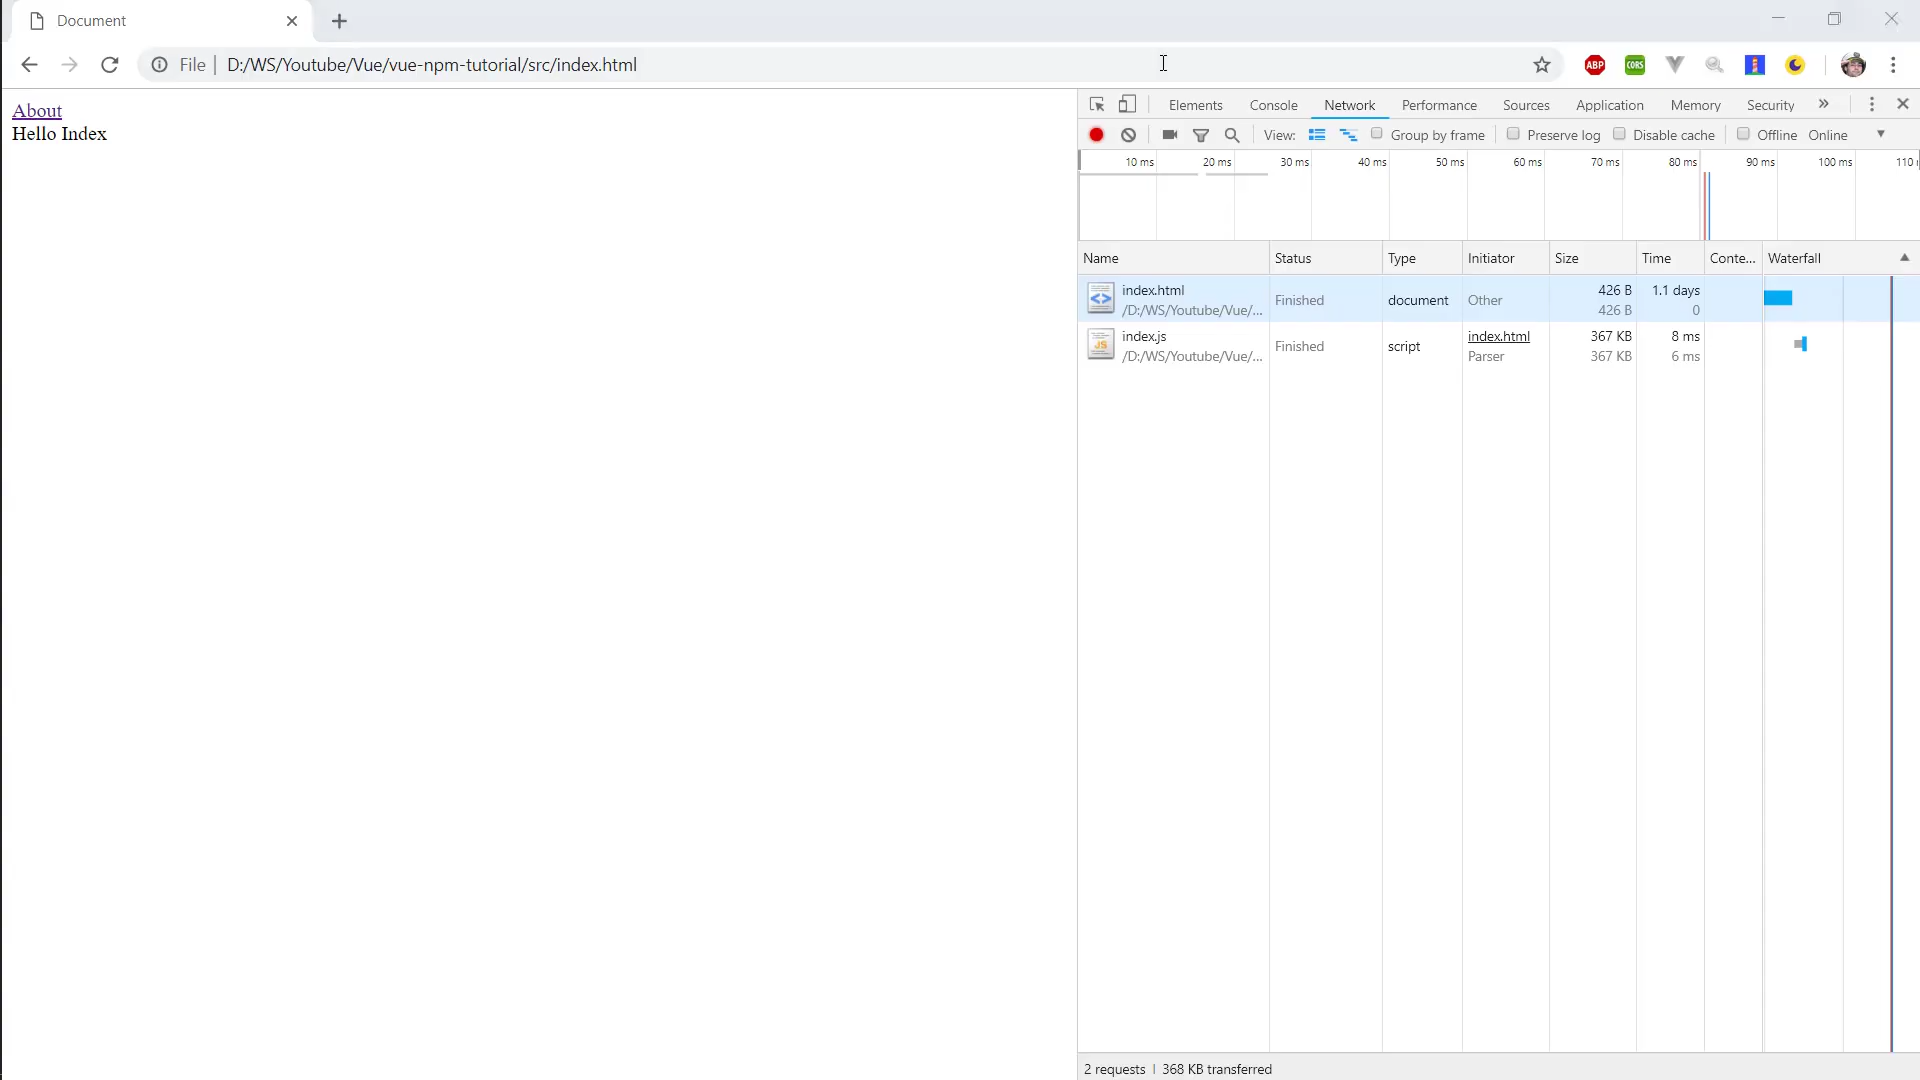 Document
File D:/WS/Youtube/Vue/vue-npm-tutorial/src/index.html
ABP CORS
About
Hello Index
Elements Console Network Performance Sources Application Memory Security »
View: Group by frame Preserve log Disable cache Offline Online
10 ms 20 ms 30 ms 40 ms 50 ms 60 ms 70 ms 80 ms 90 ms 100 ms 110
Name Status Type Initiator Size Time Conte... Waterfall
index.html 426 B 1.1 days
Finished document Other
/D:/WS/Youtube/Vue/... 426 B 0
index.js index.html 367 KB 8 ms
JS Finished script
/D:/WS/Youtube/Vue/... Parser 367 KB 6 ms
2 requests | 368 KB transferred